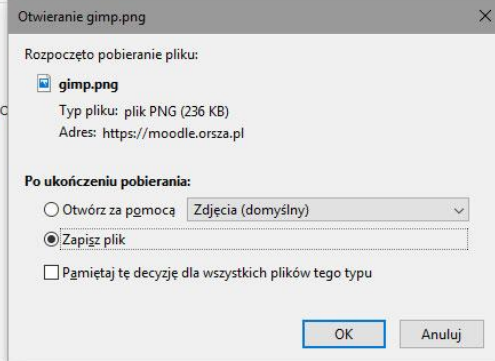 Otwieranie gimp.png
Rozpoczęto pobieranie pliku:
gimp.png
Typ pliku: plik PNG (236 KB)
Adres: https://moodle.orsza.pl
Po ukończeniu pobierania:
Otwórz za pomocą Zdjęcia (domyślny)
Zapisz plik
Pamiętaj tę decyzję dla wszystkich plików tego typu
OK Anuluj